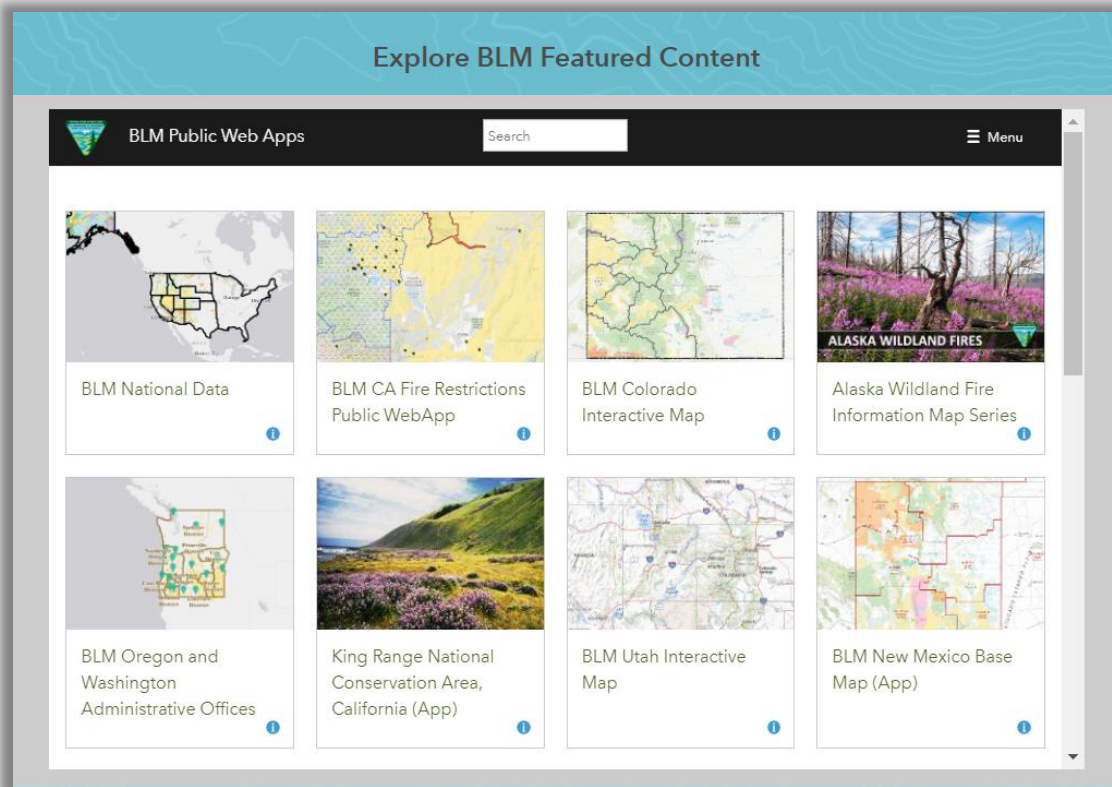 Explore BLM Featured Content
BLM Public Web Apps
Search
Menu
ALASKA WILDLAND FIRES
BLM National Data
BLM CA Fire Restrictions
Public WebApp
BLM Colorado
Interactive Map
Alaska Wildland Fire
Information Map Series
BLM Oregon and
Washington
Administrative Offices
King Range National
Conservation Area,
California (App)
BLM Utah Interactive
Map
BLM New Mexico Base
Map (App)